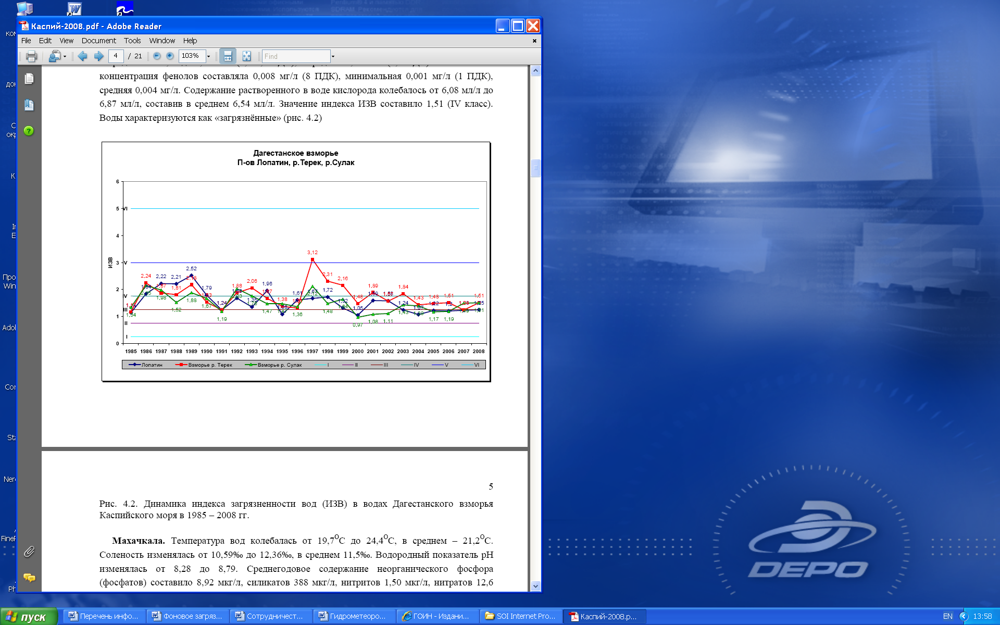 Каспий-2008.pdf - Adobe Reader
File Edit View Document Tools Window Help
4 / 21 103% Find
концентрация фенолов составляла 0,008 мг/л (8 ПДК), минимальная 0,001 мг/л (1 ПДК),
средняя 0,004 мг/л. Содержание растворенного в воде кислорода колебалось от 6,08 мл/л до
6,87 мл/л, составив в среднем 6,54 мл/л. Значение индекса ИЗВ составило 1,51 (IV класс).
Воды характеризуются как «загрязнённые» (рис. 4.2)
Дагестанское взморье
П-ов Лопатин, р.Терек, р.Сулак
ИЗВ
6
5 VI
4
3 V
2
IV
III
1
II
I
0
3,12
2,52
2,24 2,22 2,21 2,31
2,06 2,16
1,96
1,79 1,72
1,81 1,88 1,89 1,84
1,88
1,98 1,67
1,52 1,24 1,38 1,61 1,48 1,24 1,43 1,48 1,51 1,51
1,19 1,47 1,36 1,48 1,05
0,97 1,08 1,11 1,43 1,17 1,19
1985 1986 1987 1988 1989 1990 1991 1992 1993 1994 1995 1996 1997 1998 1999 2000 2001 2002 2003 2004 2005 2006 2007 2008
Лопатин Взморье р. Терек Взморье р. Сулак I II III IV V VI
5
Рис. 4.2. Динамика индекса загрязненности вод (ИЗВ) в водах Дагестанского взморья
Каспийского моря в 1985 – 2008 гг.
Махачкала. Температура вод колебалась от 19,7°С до 24,4°С, в среднем – 21,2°С.
Соленость изменялась от 10,59‰ до 12,36‰, в среднем 11,5‰. Водородный показатель рН
изменялась от 8,28 до 8,79. Среднегодовое содержание неорганического фосфора
(фосфатов) составило 8,92 мкг/л, силикатов 388 мкг/л, нитритов 1,50 мкг/л, нитратов 12,6
DEPO
пуск Перечень инфо... Фоновое загряз... Сотрудничест... Гидрометеоро... ГОИН - Издани... SOI Internet Pro... Каспий-2008.p... EN 13:58